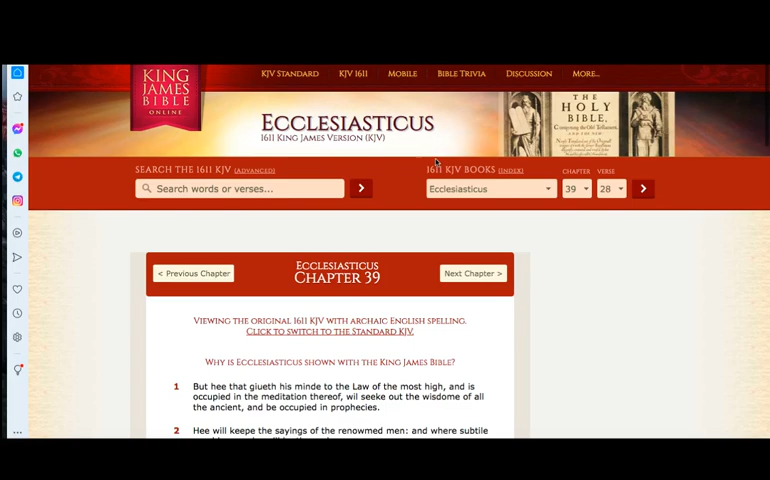 KING
JAMES
BIBLE
ONLINE
KJV STANDARD KJV 1611 MOBILE BIBLE TRIVIA DISCUSSION MORE...
ECCLESIASTICUS
1611 KING JAMES VERSION (KJV)
THE
HOLY
BIBLE,
SEARCH THE 1611 KJV [ADVANCED]
Search words or verses...
1611 KJV BOOKS [INDEX] CHAPTER VERSE
Ecclesiasticus 39 28
< Previous Chapter
ECCLESIASTICUS
CHAPTER 39
Next Chapter >
VIEWING THE ORIGINAL 1611 KJV WITH ARCHAIC ENGLISH SPELLING.
CLICK TO SWITCH TO THE STANDARD KJV.
WHY IS ECCLESIASTICUS SHOWN WITH THE KING JAMES BIBLE?
1 But hee that giueth his minde to the Law of the most high, and is
occupied in the meditation thereof, wil seeke out the wisdome of all
the ancient, and be occupied in prophecies.
2 Hee will keepe the sayings of the renowmed men: and where subtile